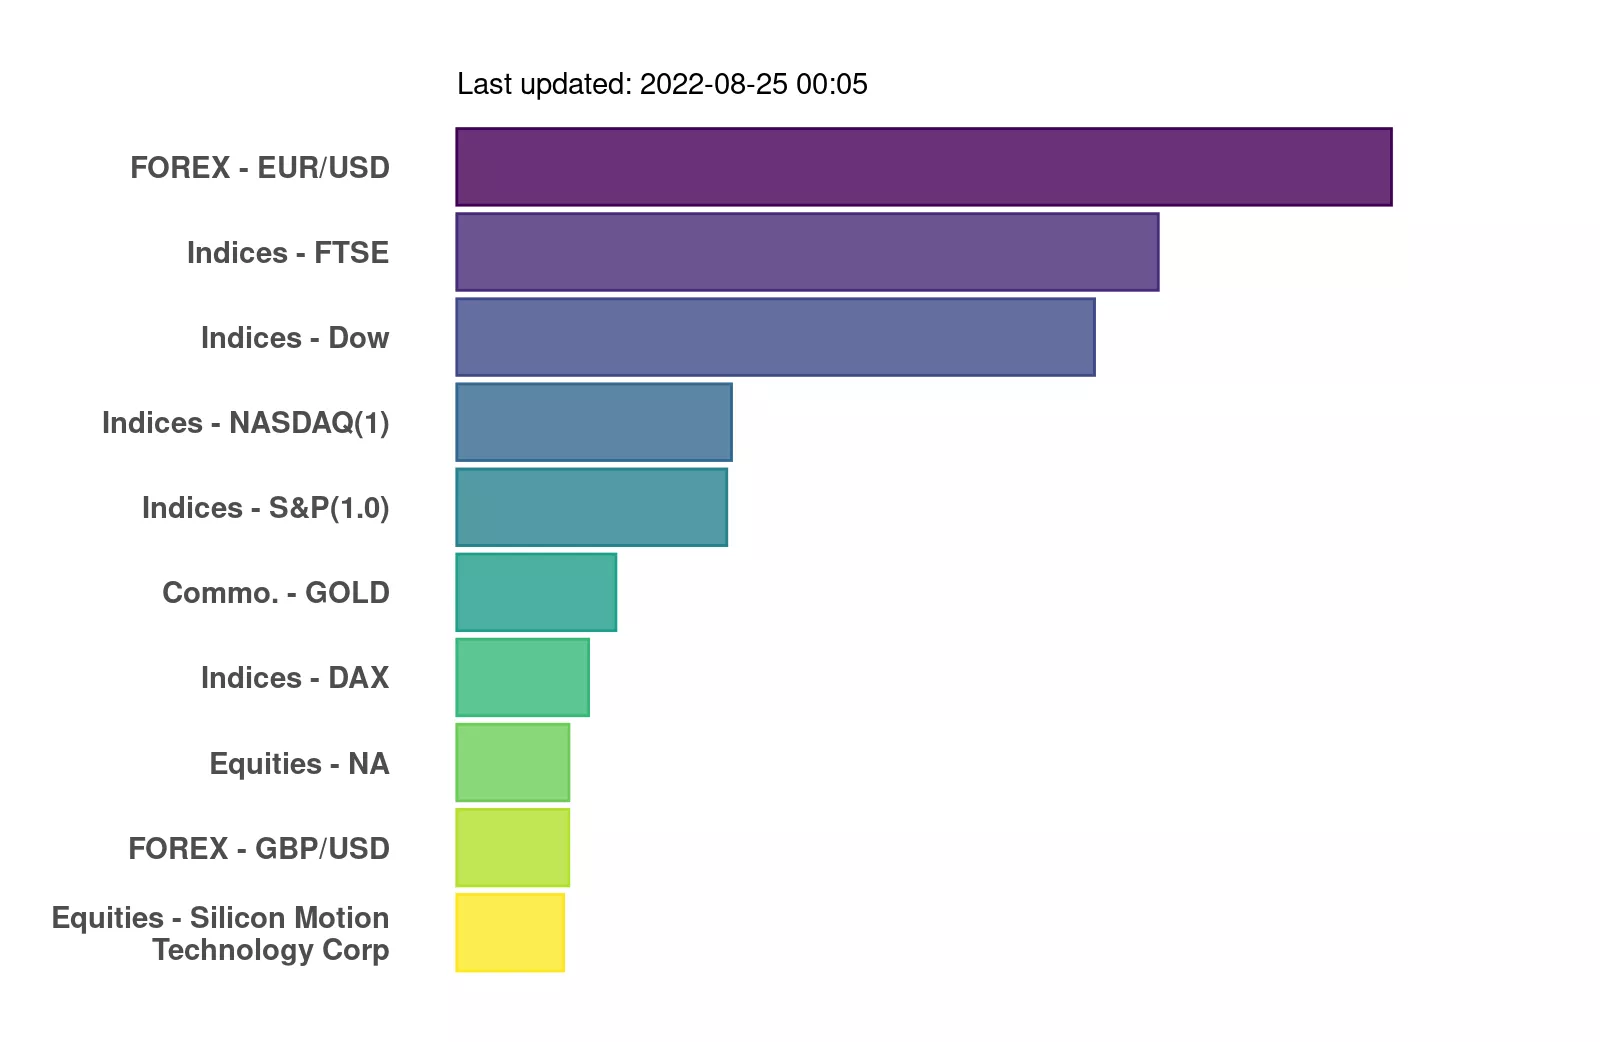 Last updated: 2022-08-25 00:05
FOREX - EUR/USD
Indices - FTSE
Indices - Dow
Indices - NASDAQ(1)
Indices - S&P(1.0)
Commo. - GOLD
Indices - DAX
Equities - NA
FOREX - GBP/USD
Equities - Silicon Motion
Technology Corp